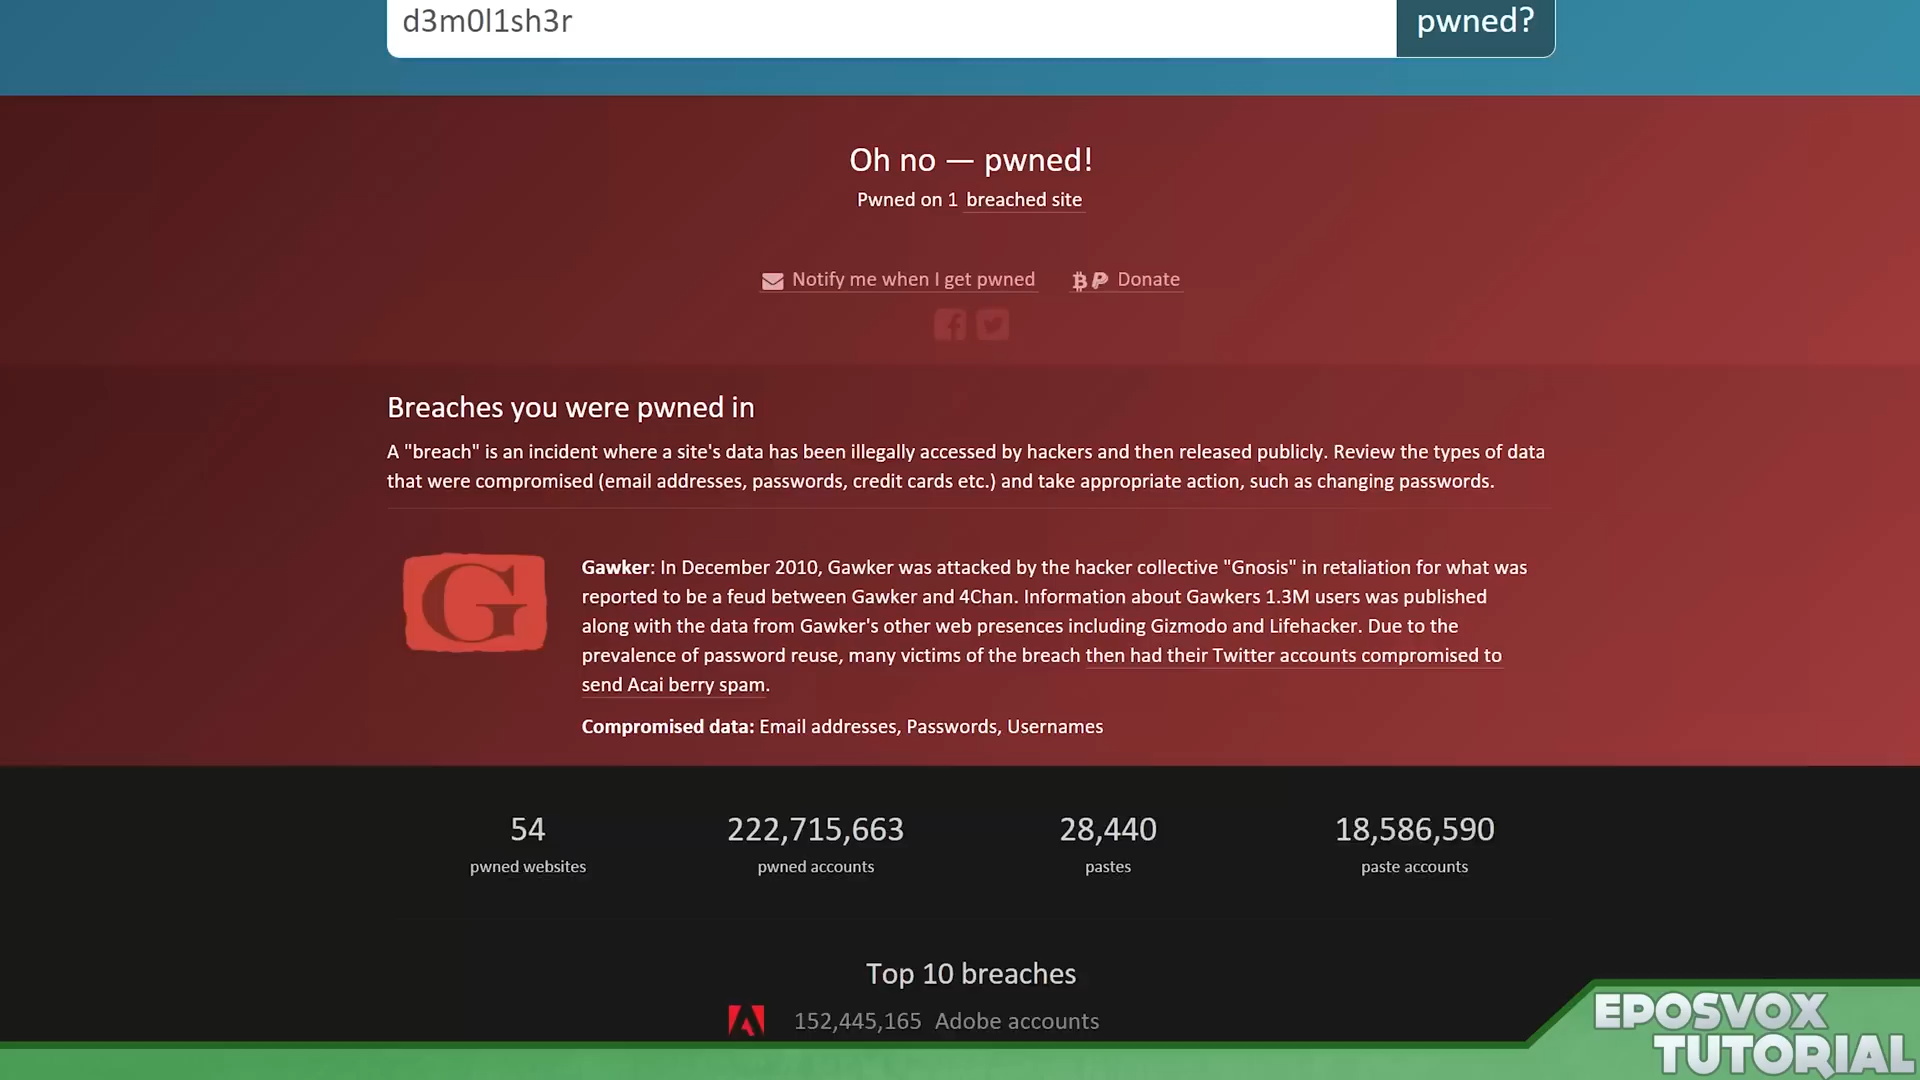 d3m0l1sh3r
pwned?
Oh no — pwned!
Pwned on 1 breached site
Notify me when I get pwned
Donate
Breaches you were pwned in
A "breach" is an incident where a site's data has been illegally accessed by hackers and then released publicly. Review the types of data
that were compromised (email addresses, passwords, credit cards etc.) and take appropriate action, such as changing passwords.
G
Gawker: In December 2010, Gawker was attacked by the hacker collective "Gnosis" in retaliation for what was
reported to be a feud between Gawker and 4Chan. Information about Gawkers 1.3M users was published
along with the data from Gawker's other web presences including Gizmodo and Lifehacker. Due to the
prevalence of password reuse, many victims of the breach then had their Twitter accounts compromised to
send Acai berry spam.
Compromised data: Email addresses, Passwords, Usernames
54 222,715,663 28,440 18,586,590
pwned websites pwned accounts pastes paste accounts
Top 10 breaches
152,445,165 Adobe accounts
EPOSVOX
TUTORIAL